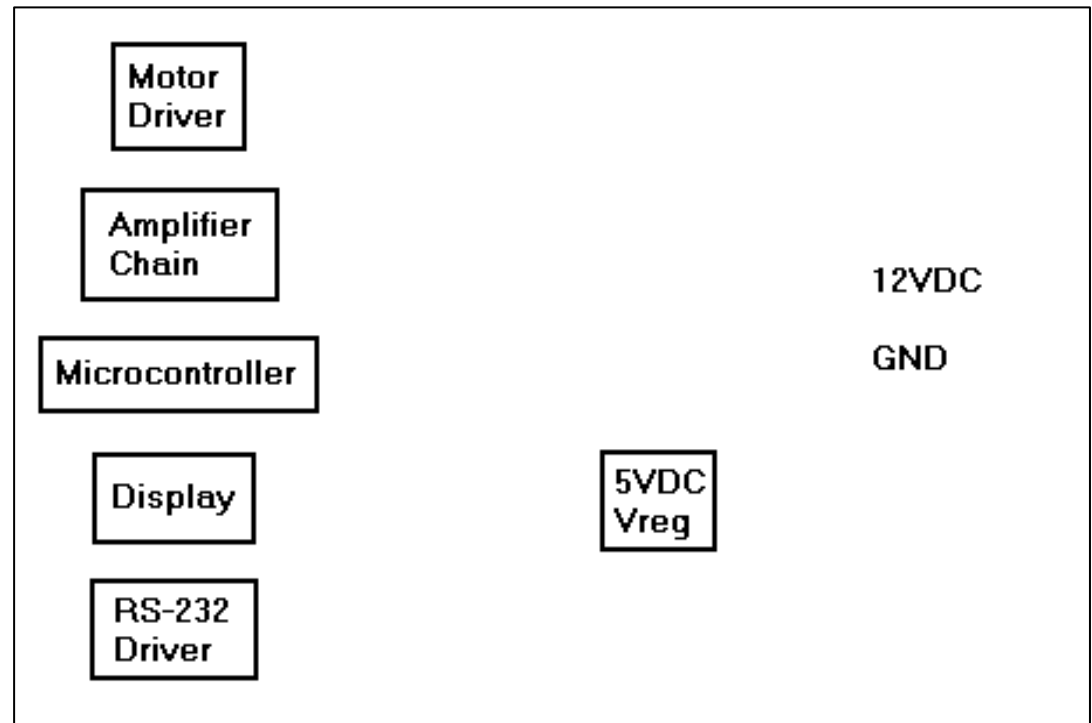 Motor
Driver
Amplifier
Chain
12VDC
GND
Microcontroller
Display
5VDC
Vreg
RS-232
Driver